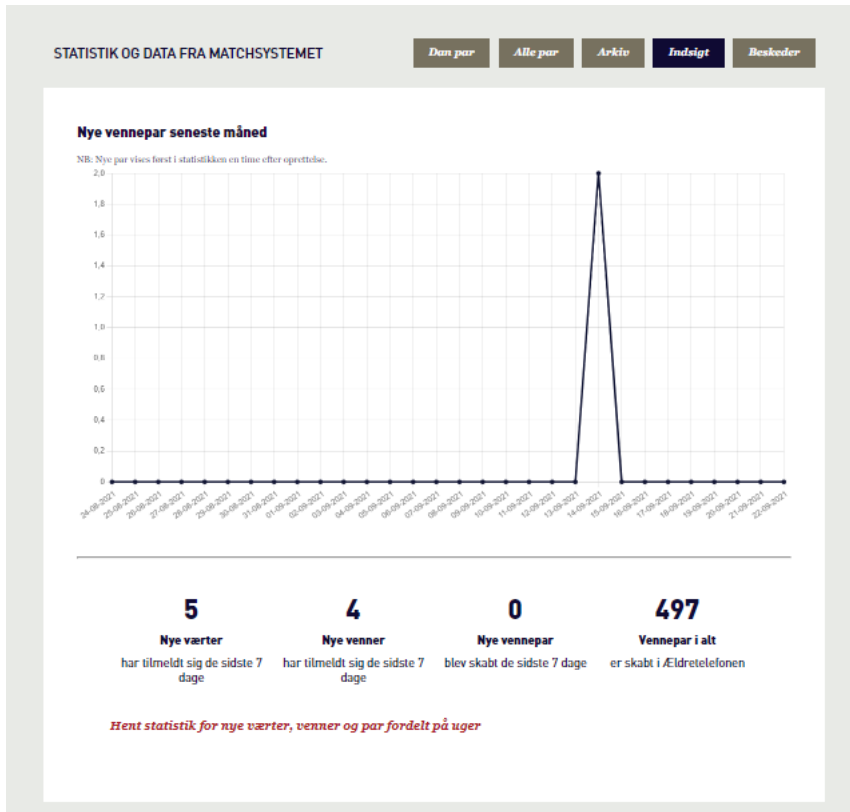 STATISTIK OG DATA FRA MATCHSYSTEMET
Dan par
Alle par
Arkiv
Indsigt
Beskeder
Nye vennepar seneste måned
NB: Nye par vises først i statistikken en time efter oprettelse.
2,0
1,8
1,6
1,4
1,2
1,0
0,8
0,6
0,4
0,2
0
24-08-2021
25-08-2021
26-08-2021
27-08-2021
28-08-2021
29-08-2021
30-08-2021
31-08-2021
01-09-2021
02-09-2021
03-09-2021
04-09-2021
05-09-2021
06-09-2021
07-09-2021
08-09-2021
09-09-2021
10-09-2021
11-09-2021
12-09-2021
13-09-2021
14-09-2021
15-09-2021
16-09-2021
17-09-2021
18-09-2021
19-09-2021
20-09-2021
21-09-2021
22-09-2021
5
Nye værter
har tilmeldt sig de sidste 7
dage
4
Nye venner
har tilmeldt sig de sidste 7
dage
0
Nye vennepar
blev skabt de sidste 7 dage
497
Vennepar i alt
er skabt i Ældretelefonen
Hent statistik for nye værter, venner og par fordelt på uger